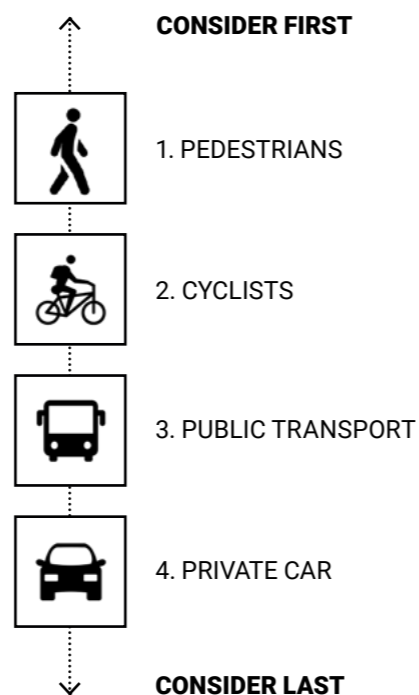 CONSIDER FIRST
1. PEDESTRIANS
2. CYCLISTS
3. PUBLIC TRANSPORT
4. PRIVATE CAR
CONSIDER LAST